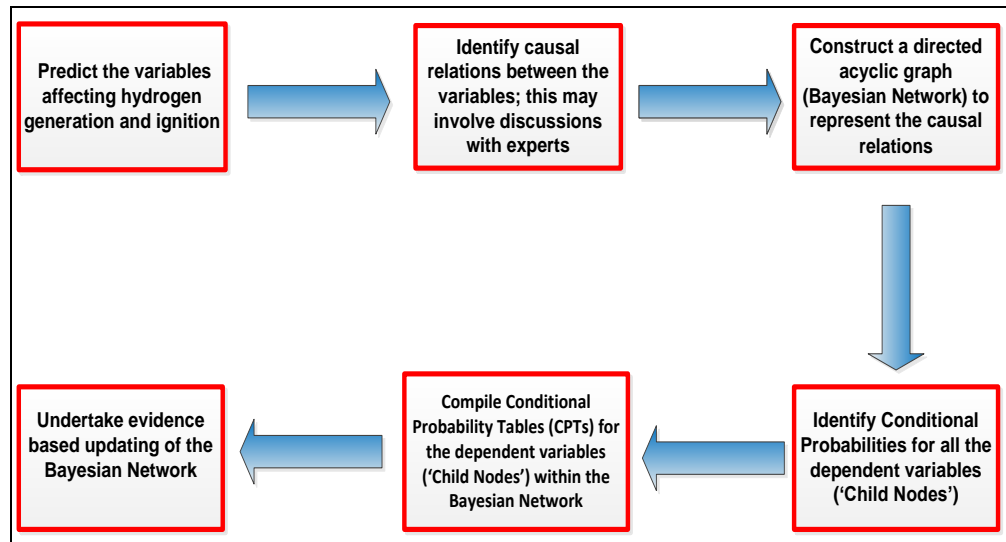 Predict the variables
affecting hydrogen
generation and ignition
Identify causal
relations between the
variables; this may
involve discussions
with experts
Construct a directed
acyclic graph
(Bayesian Network) to
represent the causal
relations
Identify Conditional
Probabilities for all the
dependent variables
(‘Child Nodes’)
Compile Conditional
Probability Tables (CPTs) for
the dependent variables
(‘Child Nodes’) within the
Bayesian Network
Undertake evidence
based updating of the
Bayesian Network